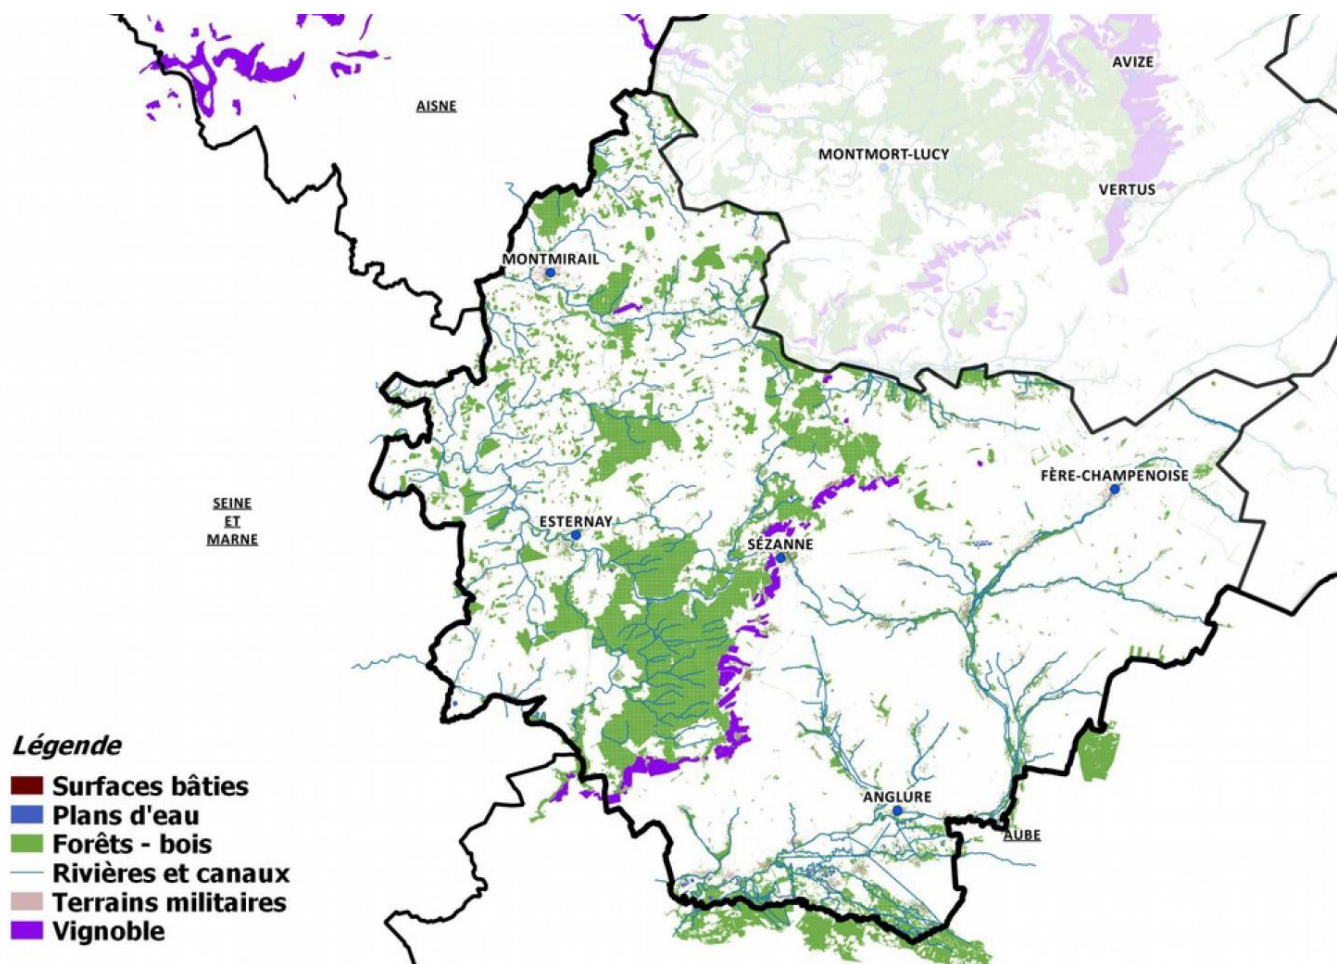 AVIZE
AISNE
MONTMORT-LUCY
VERTUS
MONTMIRAIL
FÈRE-CHAMPENOISE
SEINE
ET
MARNE
ESTERNAY
SÉZANNE
ANGLURE
AUBE
Légende
Surfaces bâties
Plans d'eau
Forêts - bois
Rivières et canaux
Terrains militaires
Vignoble